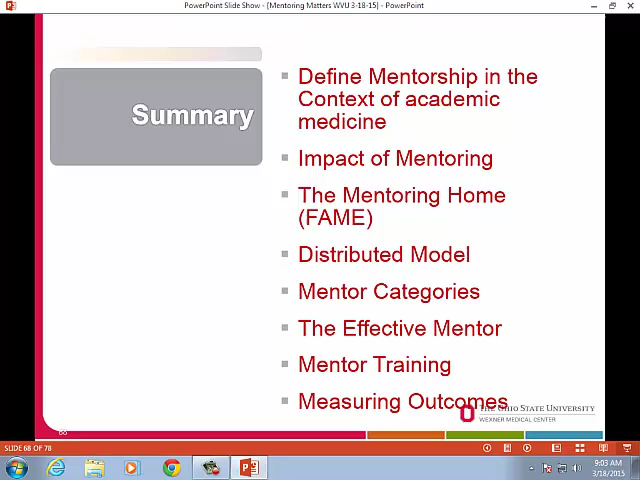 PowerPoint Slide Show - [Mentoring Matters WVU 3-18-15] - PowerPoint
Summary
Define Mentorship in the
Context of academic
medicine
Impact of Mentoring
The Mentoring Home
(FAME)
Distributed Model
Mentor Categories
The Effective Mentor
Mentor Training
Measuring Outcomes
THE OHIO STATE UNIVERSITY
WEXNER MEDICAL CENTER
68
SLIDE 68 OF 78
9:03 AM
3/18/2015